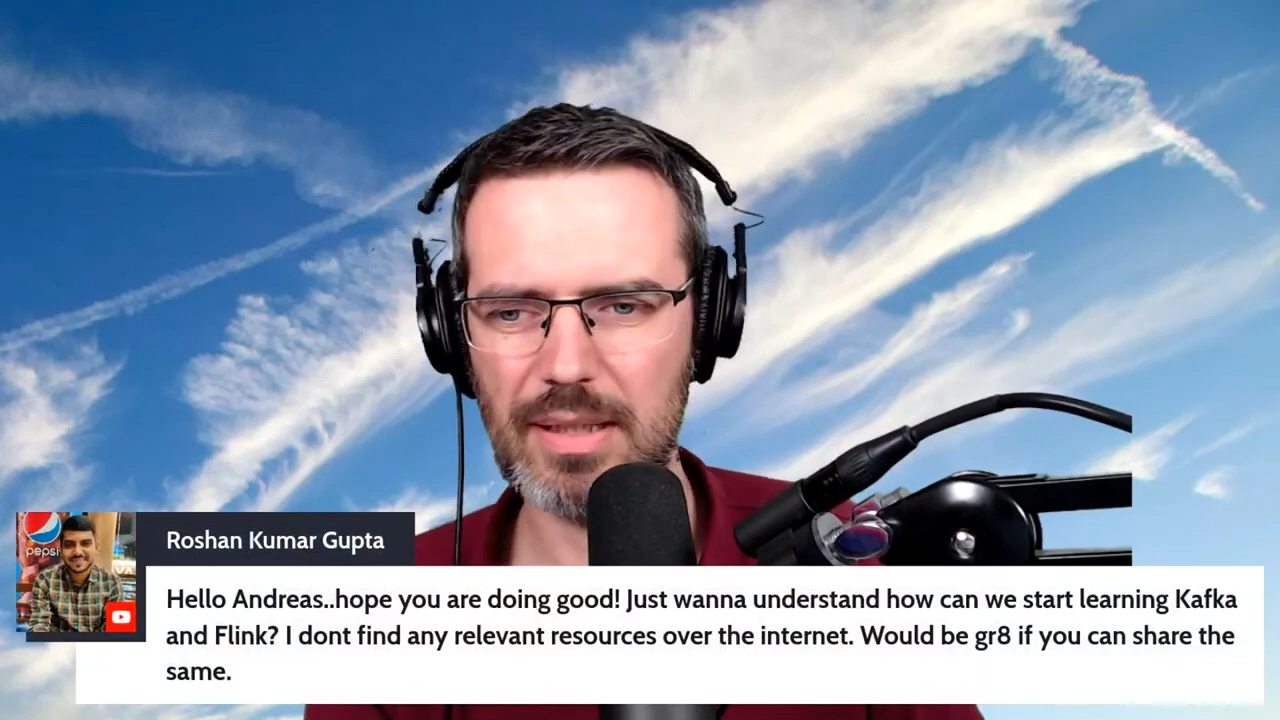 Roshan Kumar Gupta
pepsi
Hello Andreas..hope you are doing good! Just wanna understand how can we start learning Kafka
and Flink? I dont find any relevant resources over the internet. Would be gr8 if you can share the
same.